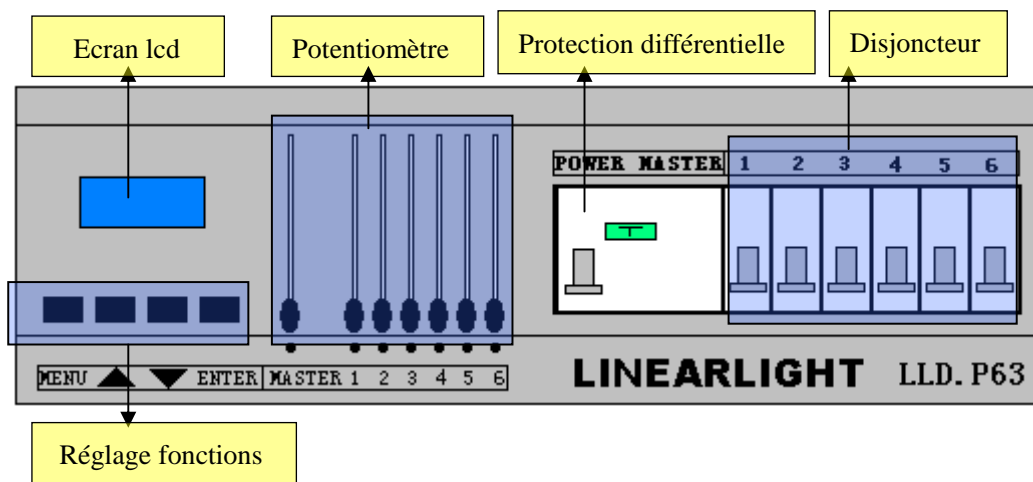 Ecran lcd
Potentiomètre
Protection différentielle
Disjoncteur
POWER MASTER 1 2 3 4 5 6
MENU ENTER MASTER 1 2 3 4 5 6
LINEARLIGHT LLD. P63
Réglage fonctions